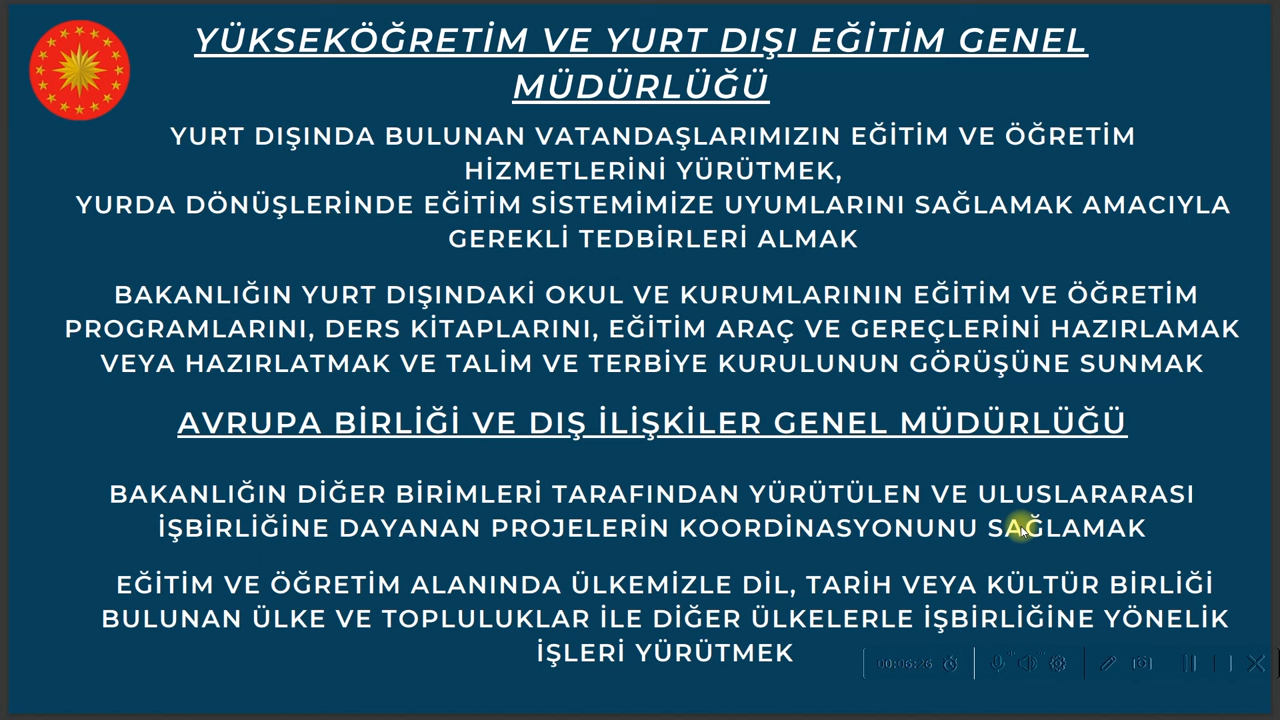 YÜKSEKÖĞRETİM VE YURT DIŞI EĞİTİM GENEL
MÜDÜRLÜĞÜ
YURT DIŞINDA BULUNAN VATANDAŞLARIMIZIN EĞİTİM VE ÖĞRETİM
HİZMETLERİNİ YÜRÜTMEK,
YURDA DÖNÜŞLERİNDE EĞİTİM SİSTEMİMİZE UYUMLARINI SAĞLAMAK AMACIYLA
GEREKLİ TEDBİRLERİ ALMAK
BAKANLIĞIN YURT DIŞINDAKİ OKUL VE KURUMLARININ EĞİTİM VE ÖĞRETİM
PROGRAMLARINI, DERS KİTAPLARINI, EĞİTİM ARAÇ VE GEREÇLERİNİ HAZIRLAMAK
VEYA HAZIRLATMAK VE TALİM VE TERBİYE KURULUNUN GÖRÜŞÜNE SUNMAK
AVRUPA BİRLİĞİ VE DIŞ İLİŞKİLER GENEL MÜDÜRLÜĞÜ
BAKANLIĞIN DİĞER BİRİMLERİ TARAFINDAN YÜRÜTÜLEN VE ULUSLARARASI
İŞBİRLİĞİNE DAYANAN PROJELERİN KOORDİNASYONUNU SAĞLAMAK
EĞİTİM VE ÖĞRETİM ALANINDA ÜLKEMİZLE DİL, TARİH VEYA KÜLTÜR BİRLİĞİ
BULUNAN ÜLKE VE TOPLULUKLAR İLE DİĞER ÜLKELERLE İŞBİRLİĞİNE YÖNELİK
İŞLERİ YÜRÜTMEK
00:06:26